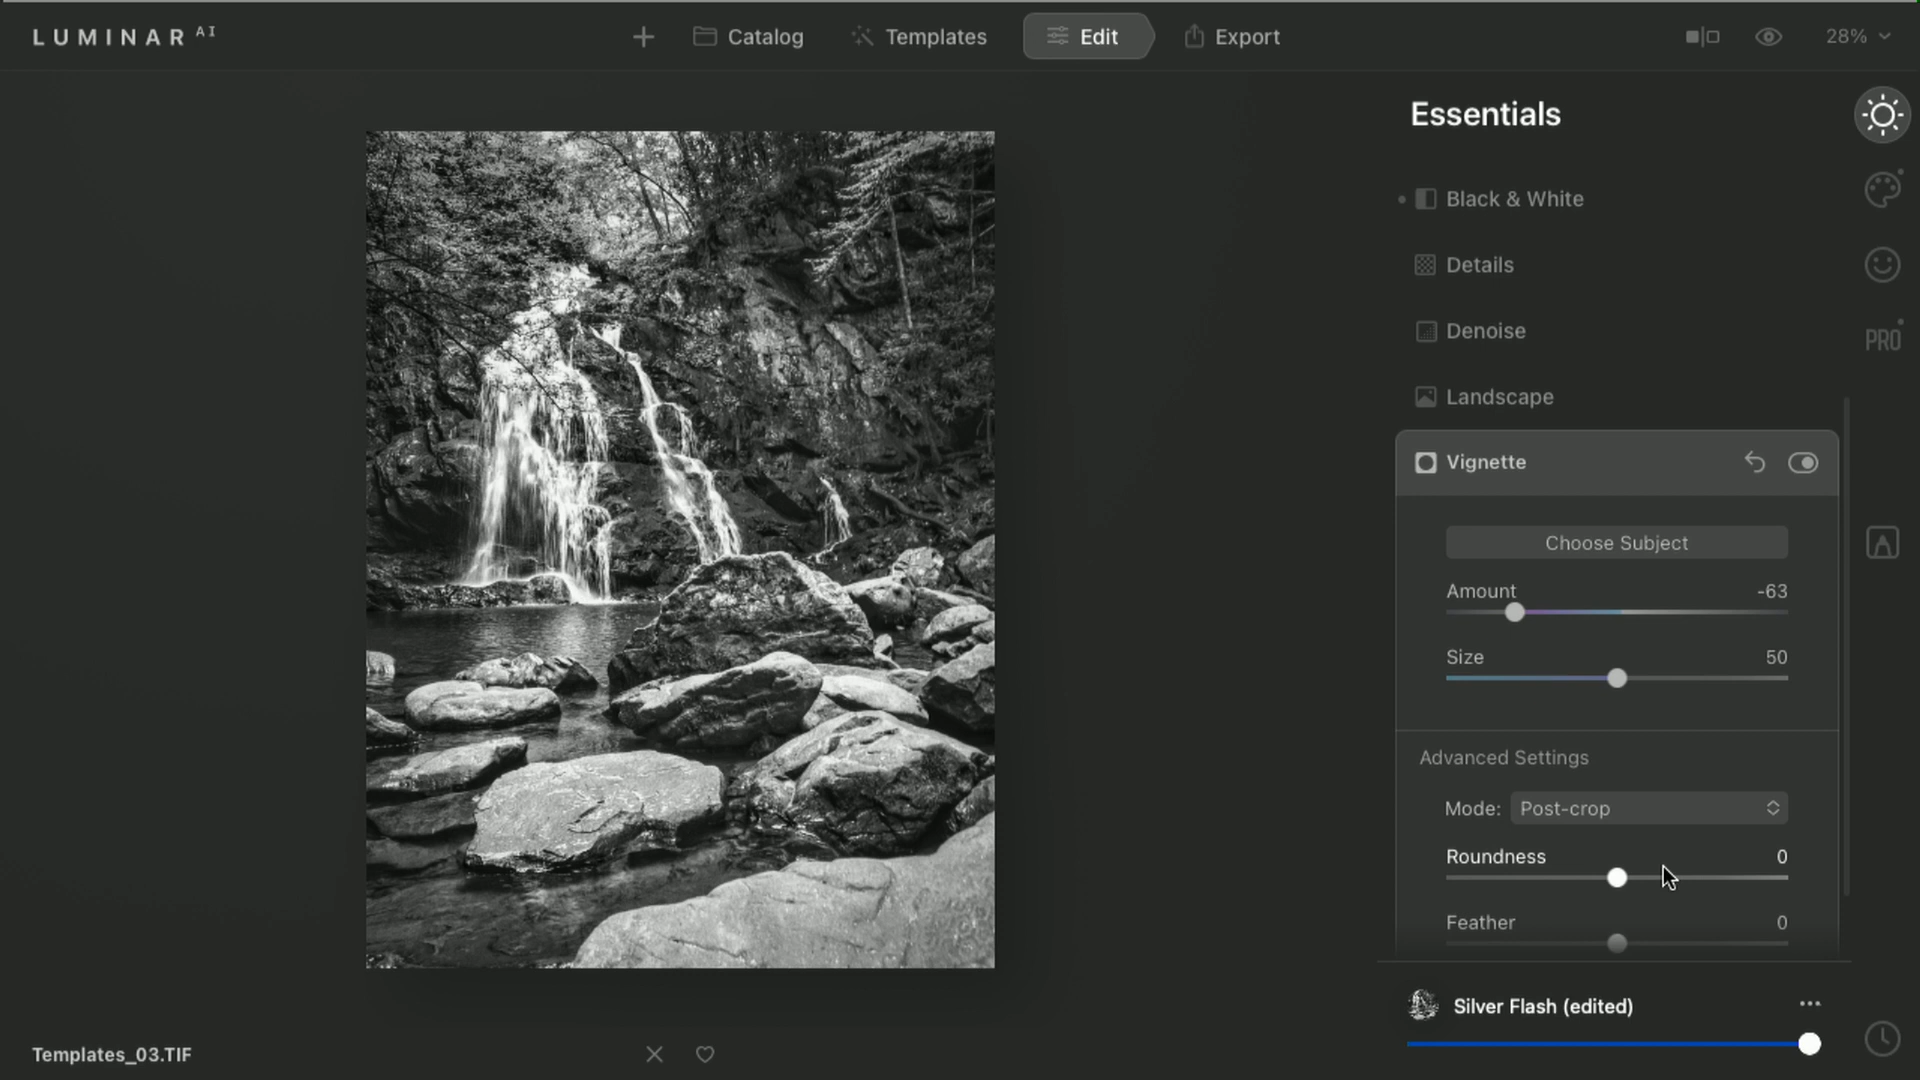 LUMINAR AI
Catalog
Templates
Edit
Export
28%
Essentials
Black & White
Details
Denoise
PRO
Landscape
Vignette
Choose Subject
Amount -63
Size 50
Advanced Settings
Mode: Post-crop
Roundness 0
Feather 0
Silver Flash (edited)
Templates_03.TIF